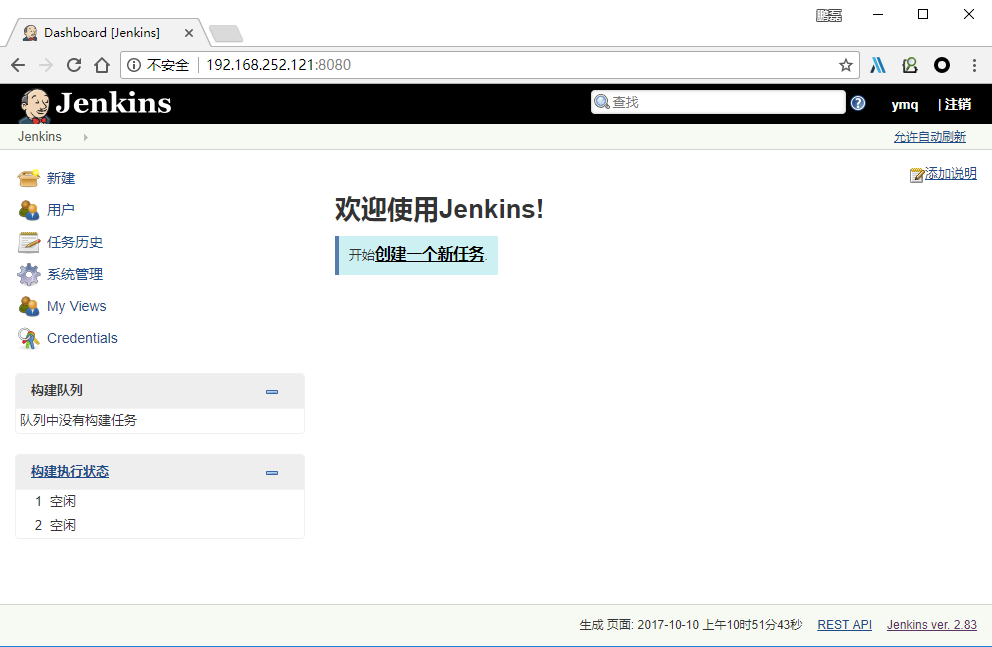 鹏磊
Dashboard [Jenkins]
不安全 192.168.252.121:8080
Jenkins 查找 ymq | 注销
Jenkins 允许自动刷新
添加说明
新建
用户
任务历史
系统管理
My Views
Credentials
欢迎使用Jenkins!
开始创建一个新任务.
构建队列
队列中没有构建任务
构建执行状态
1 空闲
2 空闲
生成 页面: 2017-10-10 上午10时51分43秒 REST API Jenkins ver. 2.83